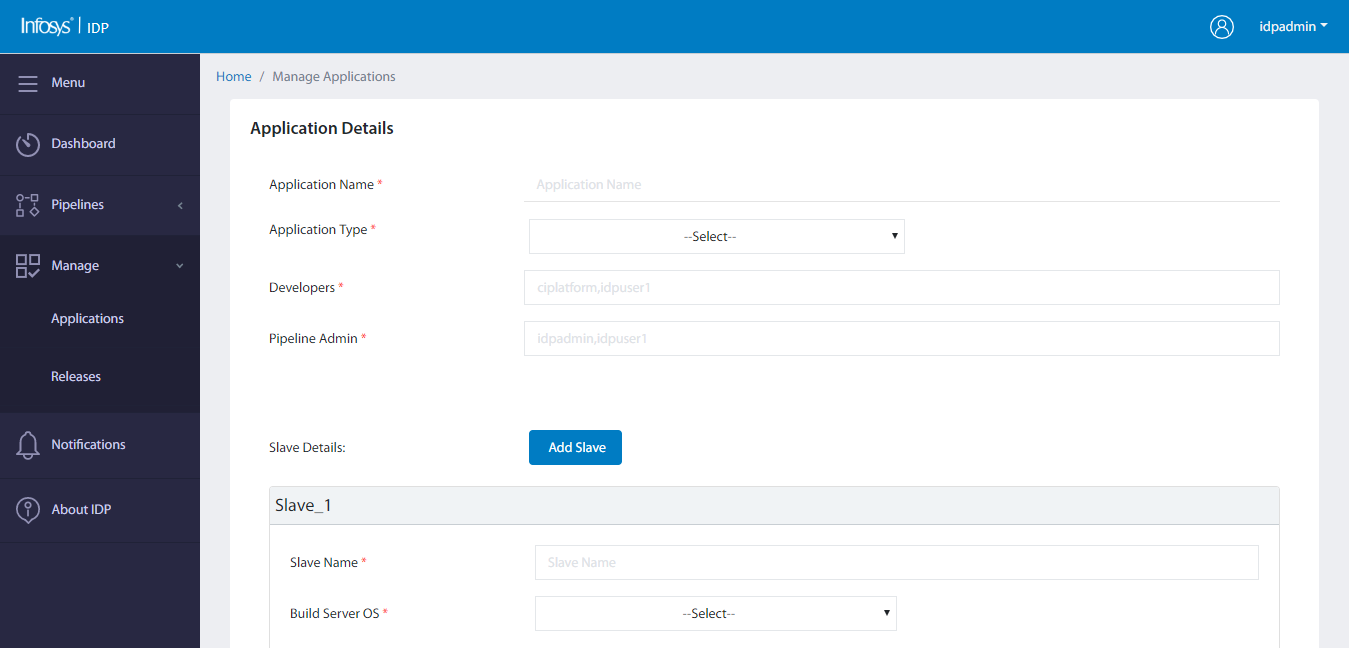 Infosys® | IDP
idpadmin
Menu
Dashboard
Pipelines
Manage
Applications
Releases
Notifications
About IDP
Home / Manage Applications
Application Details
Application Name *
Application Name
Application Type *
--Select--
Developers *
ciplatform,idpuser1
Pipeline Admin *
idpadmin,idpuser1
Slave Details:
Add Slave
Slave_1
Slave Name *
Slave Name
Build Server OS *
--Select--